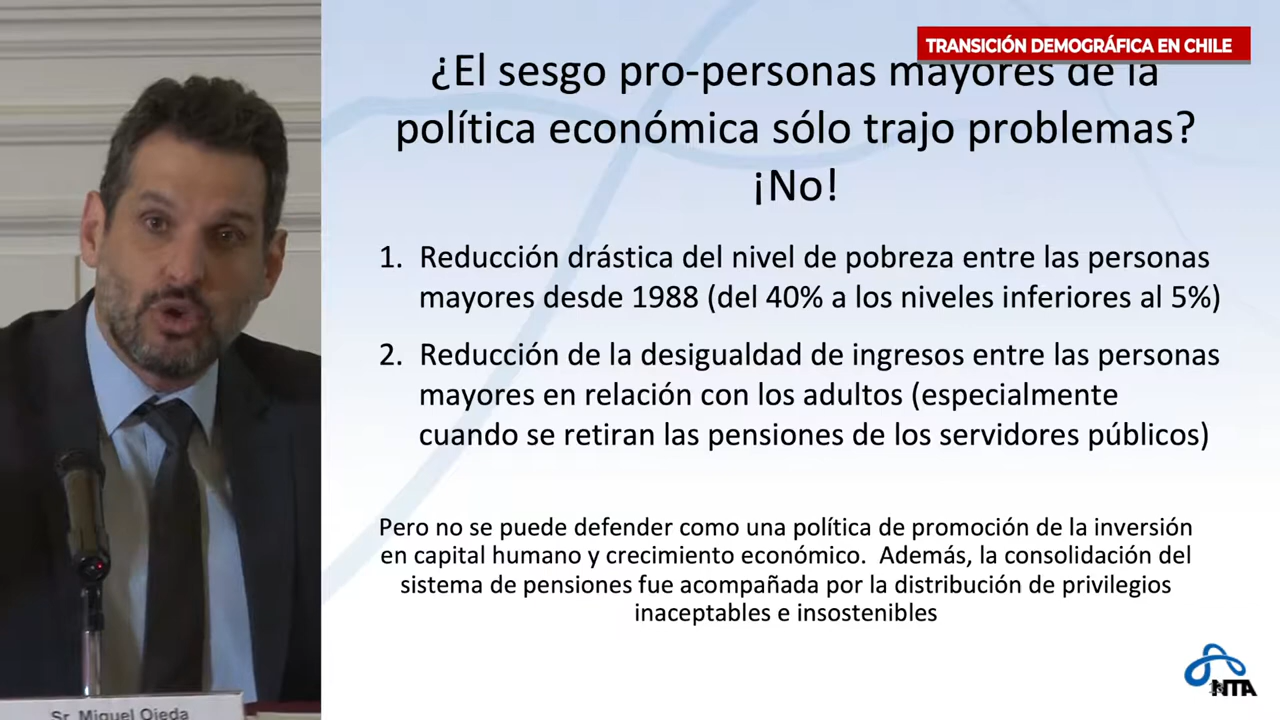 TRANSICIÓN DEMOGRÁFICA EN CHILE
¿El sesgo pro-personas mayores de la
política económica sólo trajo problemas?
¡No!
1. Reducción drástica del nivel de pobreza entre las personas
mayores desde 1988 (del 40% a los niveles inferiores al 5%)
2. Reducción de la desigualdad de ingresos entre las personas
mayores en relación con los adultos (especialmente
cuando se retiran las pensiones de los servidores públicos)
Pero no se puede defender como una política de promoción de la inversión
en capital humano y crecimiento económico. Además, la consolidación del
sistema de pensiones fue acompañada por la distribución de privilegios
inaceptables e insostenibles
NTA
Sr. Miguel Ojeda